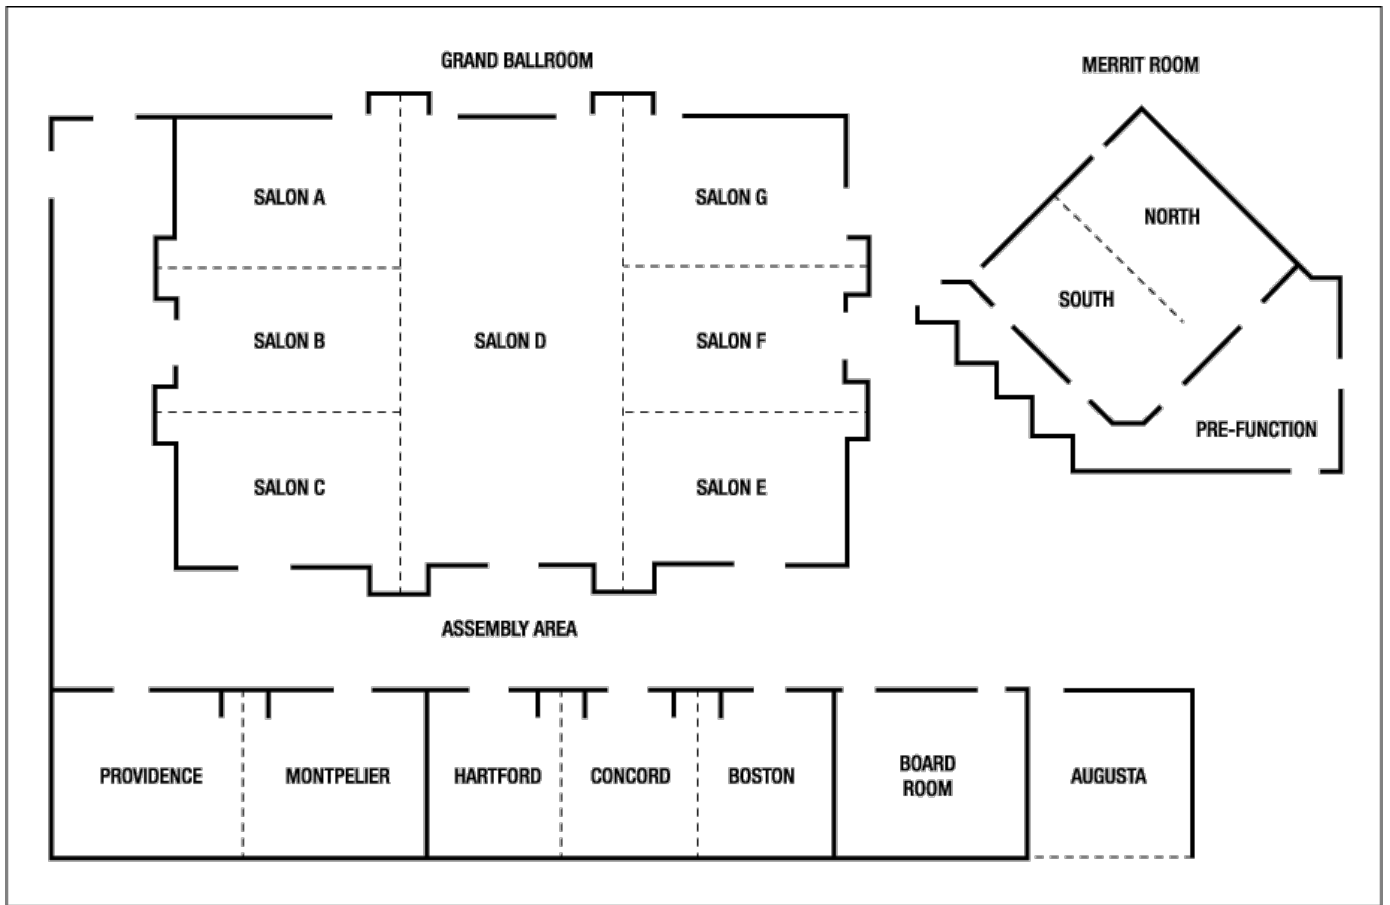 GRAND BALLROOM
MERRIT ROOM
SALON A
SALON G
NORTH
SOUTH
SALON B
SALON D
SALON F
PRE-FUNCTION
SALON C
SALON E
ASSEMBLY AREA
PROVIDENCE
MONTPELIER
HARTFORD
CONCORD
BOSTON
BOARD
ROOM
AUGUSTA